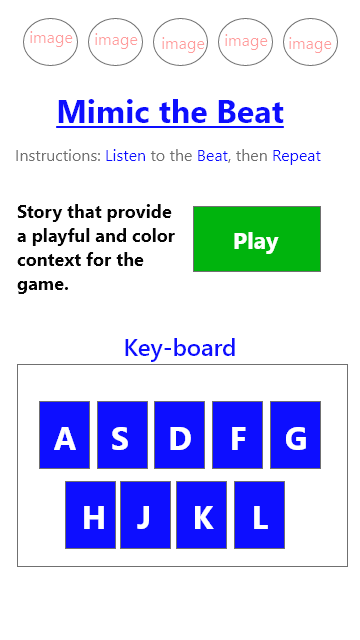 image image image image image
Mimic the Beat
Instructions: Listen to the Beat, then Repeat
Story that provide
a playful and color
context for the
game.
Play
Key-board
A S D F G
H J K L